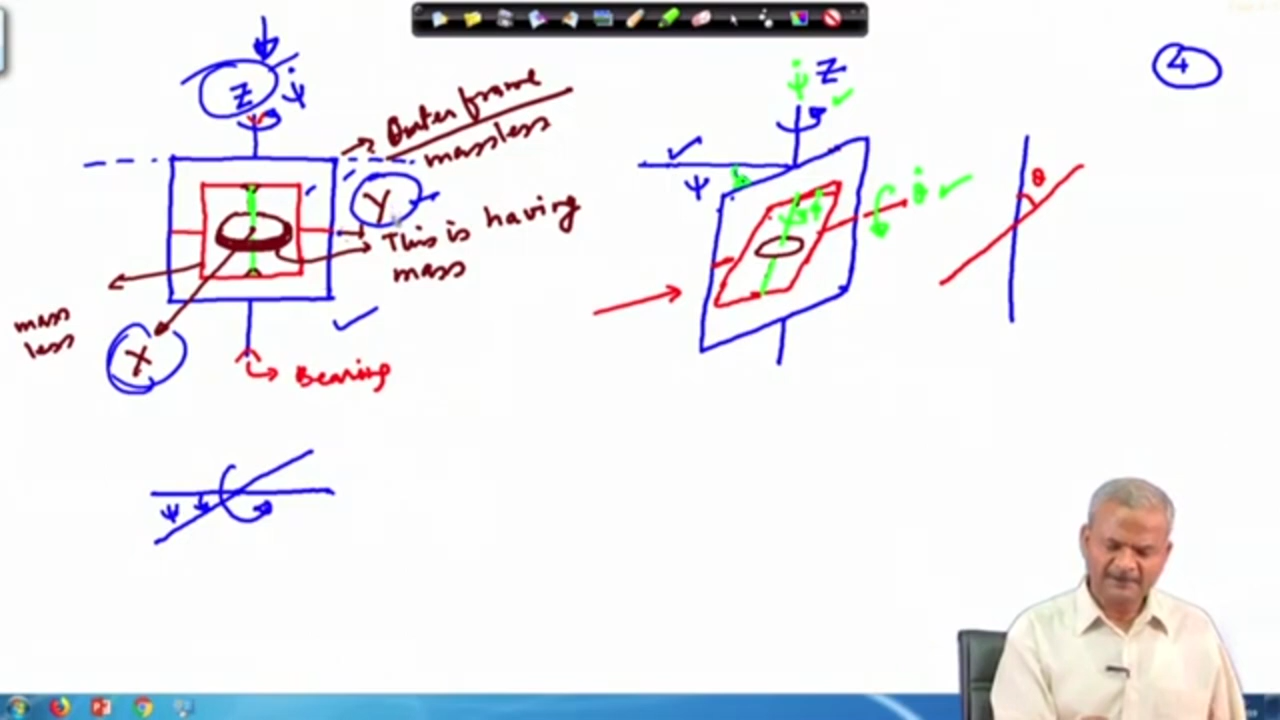 4
Z
ψ̇
Outer frame
massless
Y
This is having
mass
mass
less
X
Bearing
ψ
ψ̇ Z
ψ
θ̇
θ